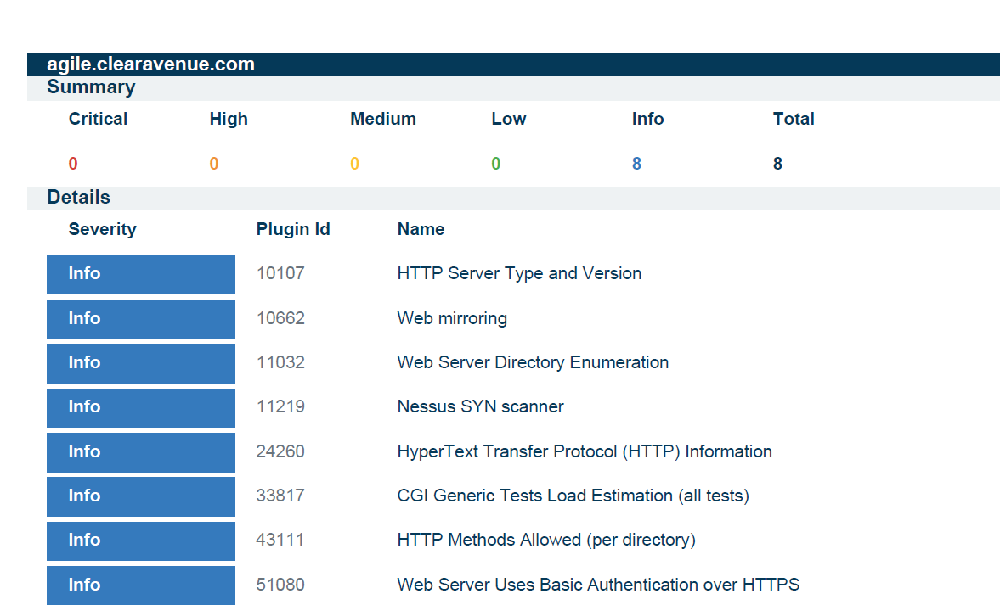 agile.clearavenue.com
Summary
Critical High Medium Low Info Total
0 0 0 0 8 8
Details
Severity Plugin Id Name
Info 10107 HTTP Server Type and Version
Info 10662 Web mirroring
Info 11032 Web Server Directory Enumeration
Info 11219 Nessus SYN scanner
Info 24260 HyperText Transfer Protocol (HTTP) Information
Info 33817 CGI Generic Tests Load Estimation (all tests)
Info 43111 HTTP Methods Allowed (per directory)
Info 51080 Web Server Uses Basic Authentication over HTTPS